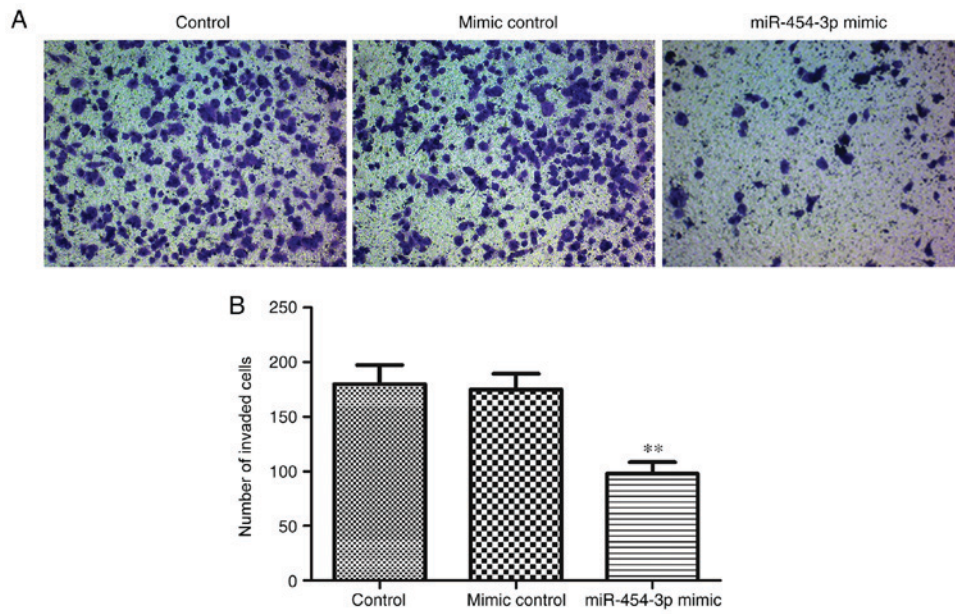 A
Control
Mimic control
miR-454-3p mimic
B
Number of invaded cells
250
200
150
100
50
0
**
Control
Mimic control
miR-454-3p mimic